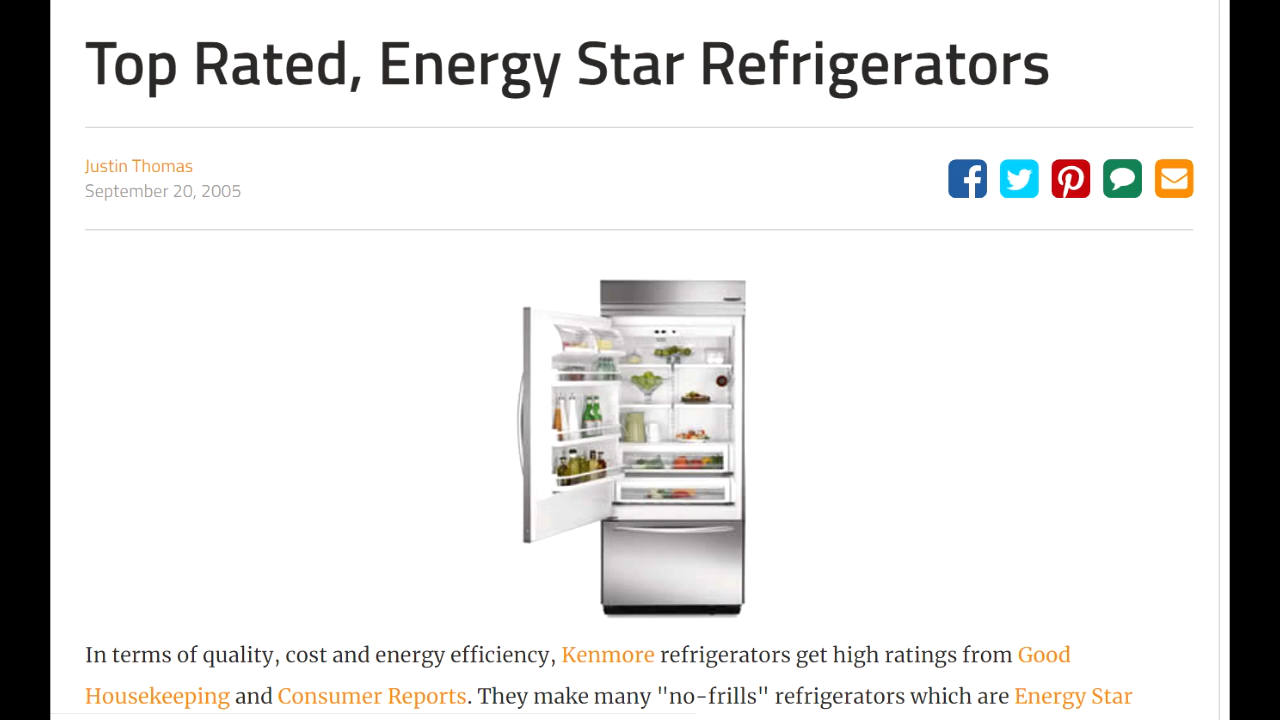 Top Rated, Energy Star Refrigerators
Justin Thomas
September 20, 2005
In terms of quality, cost and energy efficiency, Kenmore refrigerators get high ratings from Good
Housekeeping and Consumer Reports. They make many "no-frills" refrigerators which are Energy Star